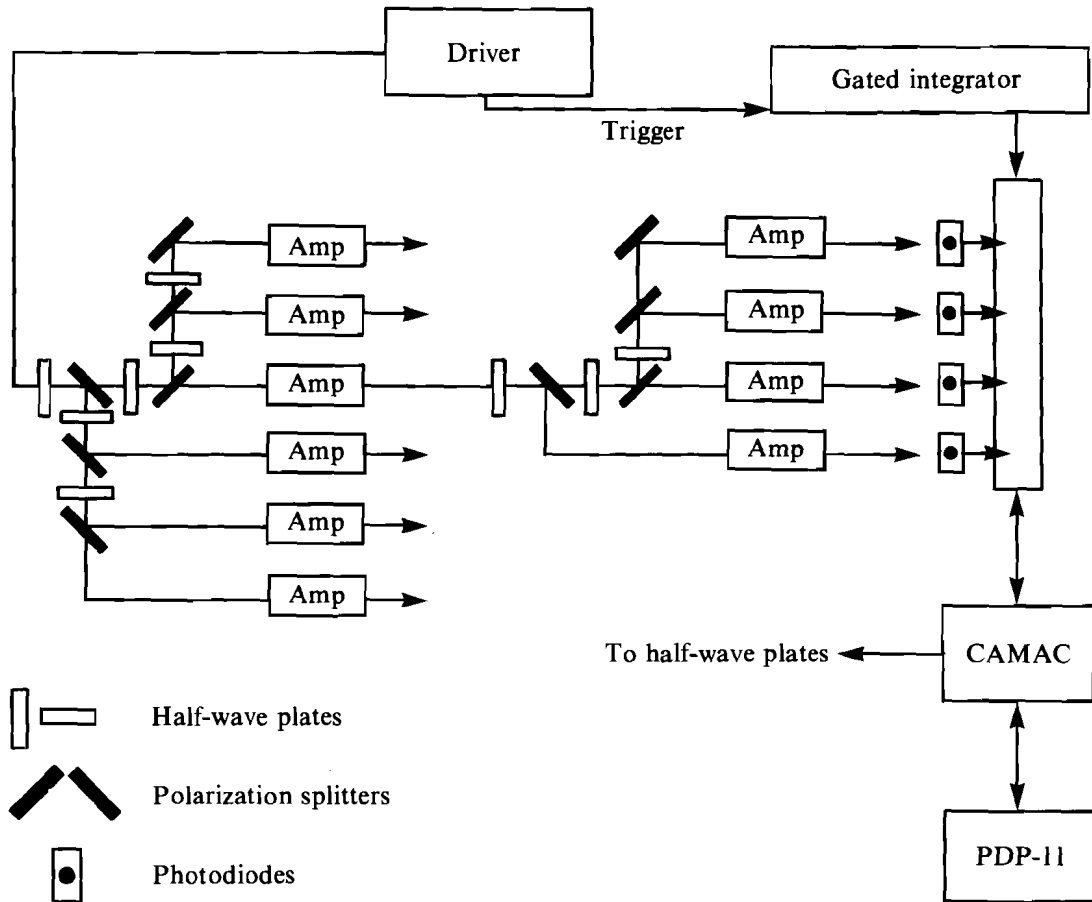 Driver
Gated integrator
Trigger
Amp
Amp
Amp
Amp
Amp
Amp
Amp
Amp
Amp
Amp
To half-wave plates
CAMAC
Half-wave plates
Polarization splitters
Photodiodes
PDP-11